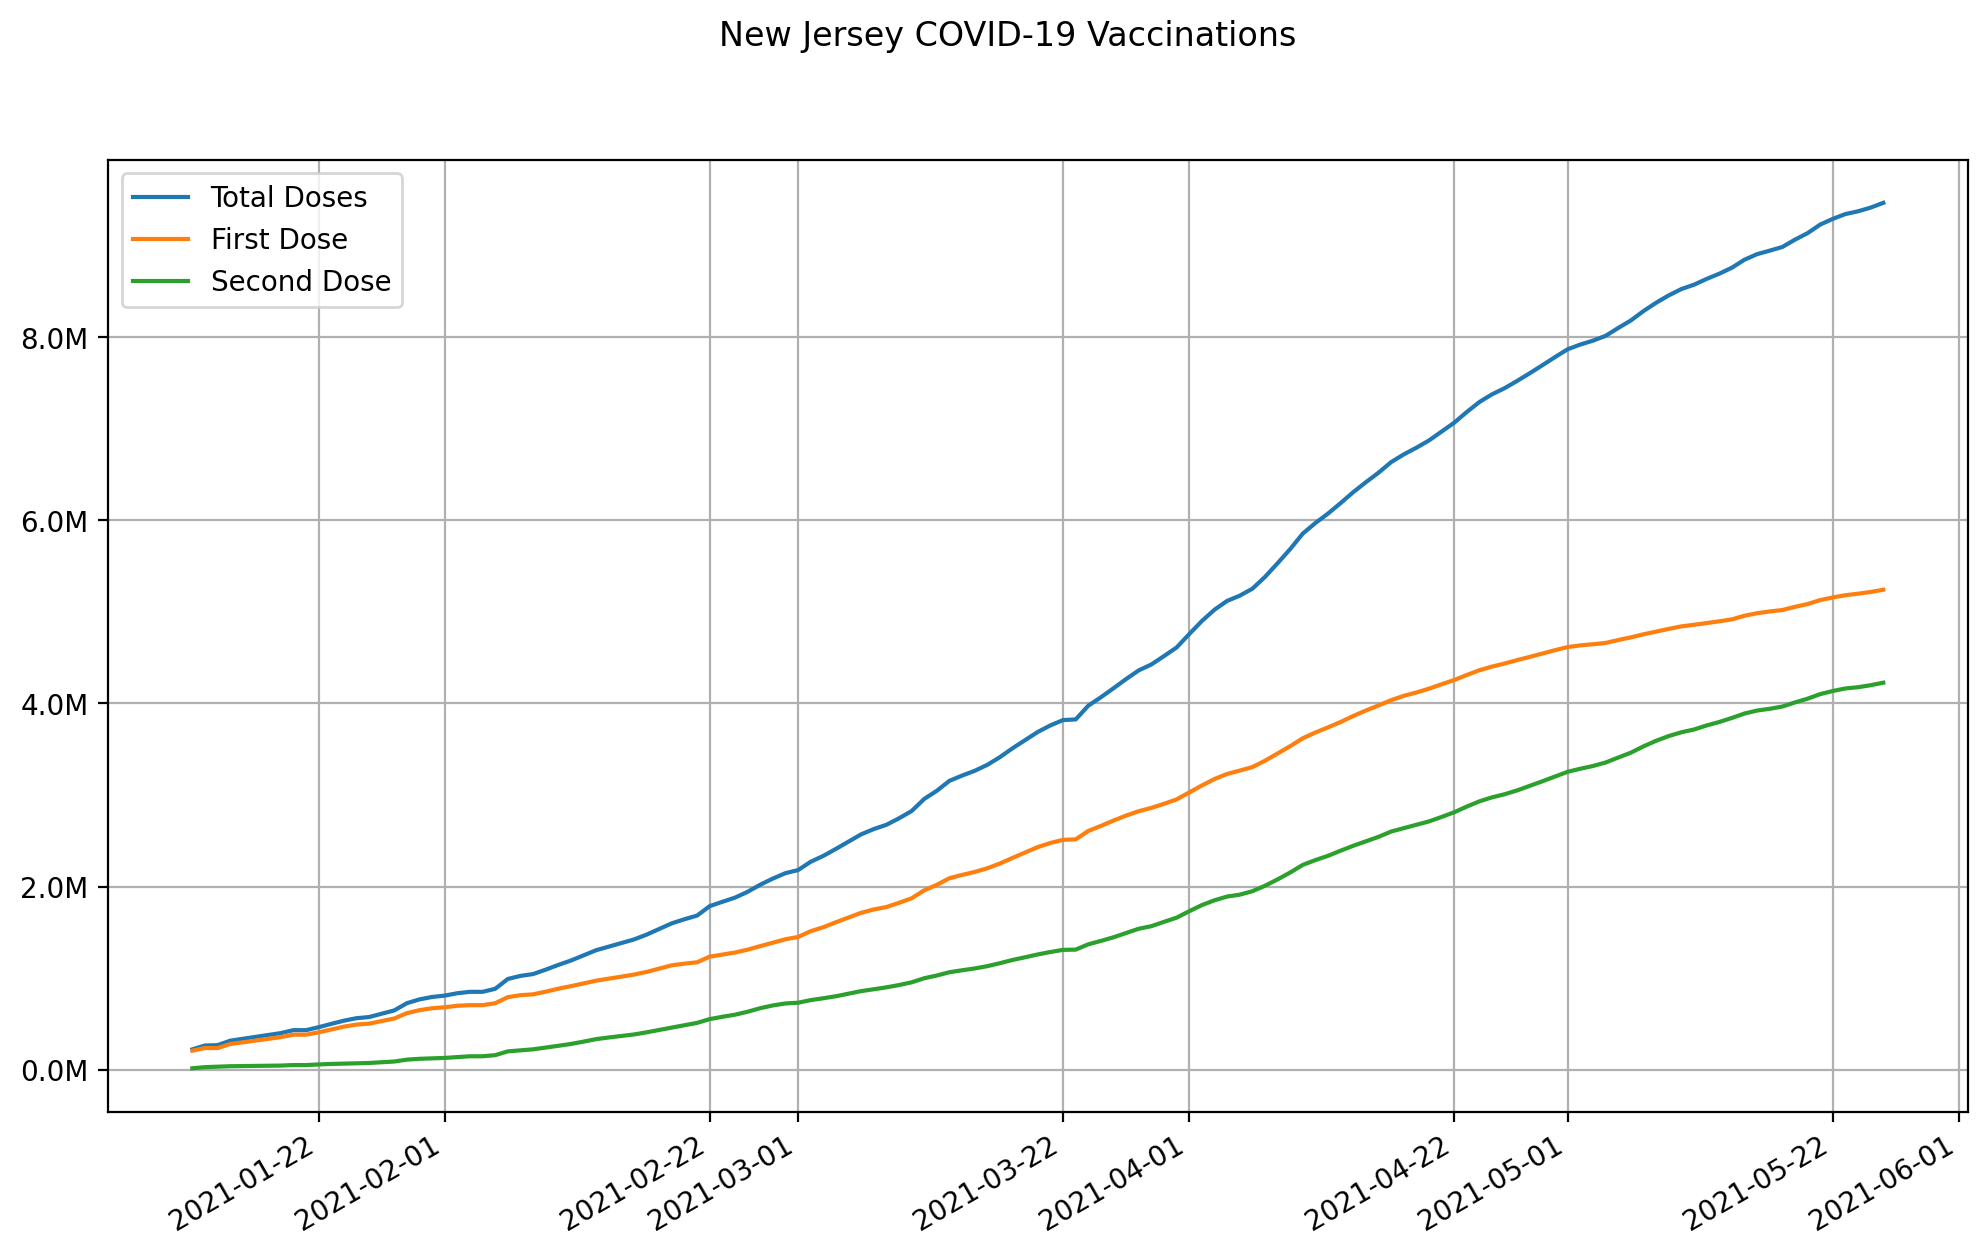 New Jersey COVID-19 Vaccinations
Total Doses
First Dose
Second Dose
8.0M
6.0M
4.0M
2.0M
0.0M
2021-01-22
2021-02-01
2021-02-22
2021-03-01
2021-03-22
2021-04-01
2021-04-22
2021-05-01
2021-05-22
2021-06-01